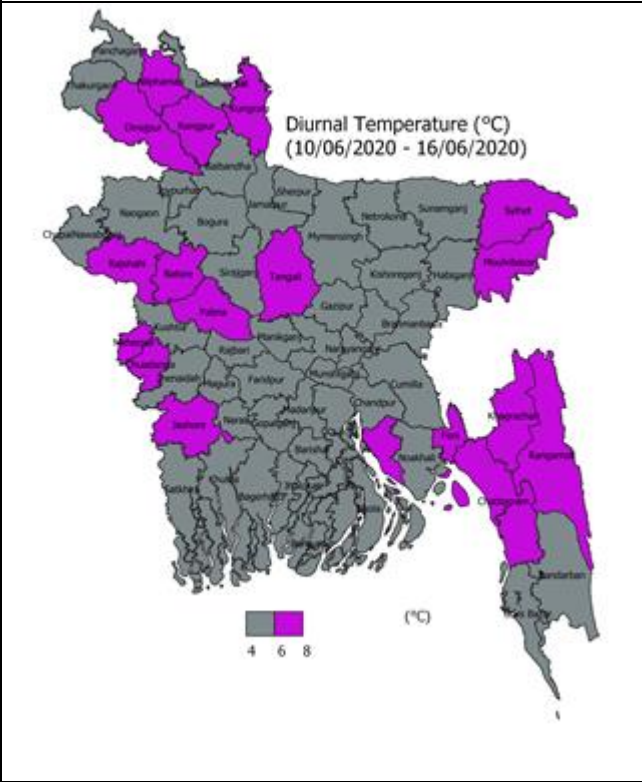 Panchagarh
Thakurgaon
Nilphamari
Lalmonirhat
Dinajpur
Rangpur
Kurigram
Diurnal Temperature (°C)
(10/06/2020 - 16/06/2020)
Gaibandha
Joypurhat
Sherpur
Jamalpur
Naogaon
Bogura
Mymensingh
Netrokona
Sunamganj
Sylhet
ChapaiNawabganj
Rajshahi
Natore
Sirajganj
Tangail
Kishoreganj
Habiganj
Moulvibazar
Pabna
Gazipur
Brahmanbaria
Kushtia
Manikganj
Narayanganj
Meherpur
Chuadanga
Rajbari
Jhenaidah
Magura
Faridpur
Munshiganj
Cumilla
Chandpur
Khagrachari
Jashore
Narail
Gopalganj
Madaripur
Feni
Rangamati
Barishal
Noakhali
Satkhira
Khulna
Bagerhat
Chattogram
Bandarban
Cox's Bazar
(°C)
4 6 8